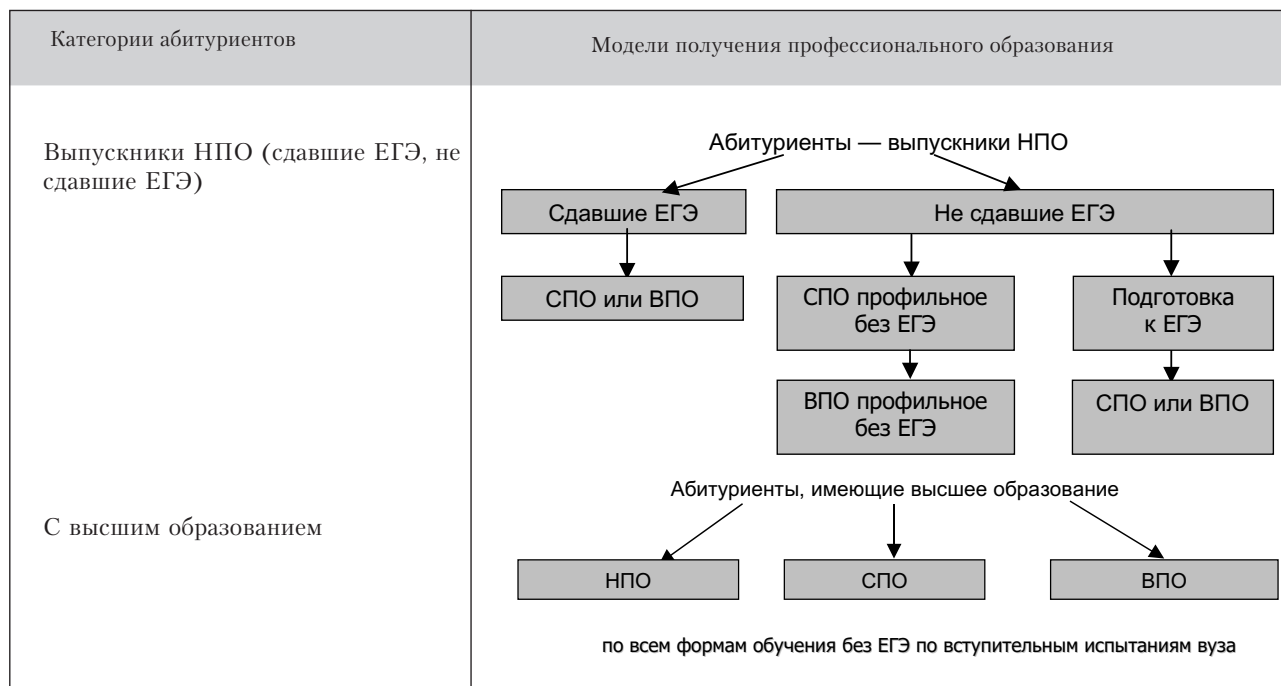 Категории абитуриентов
Модели получения профессионального образования
Выпускники НПО (сдавшие ЕГЭ, не
сдавшие ЕГЭ)
Абитуриенты — выпускники НПО
Сдавшие ЕГЭ
Не сдавшие ЕГЭ
СПО или ВПО
СПО профильное
без ЕГЭ
Подготовка
к ЕГЭ
ВПО профильное
без ЕГЭ
СПО или ВПО
С высшим образованием
Абитуриенты, имеющие высшее образование
НПО
СПО
ВПО
по всем формам обучения без ЕГЭ по вступительным испытаниям вуза